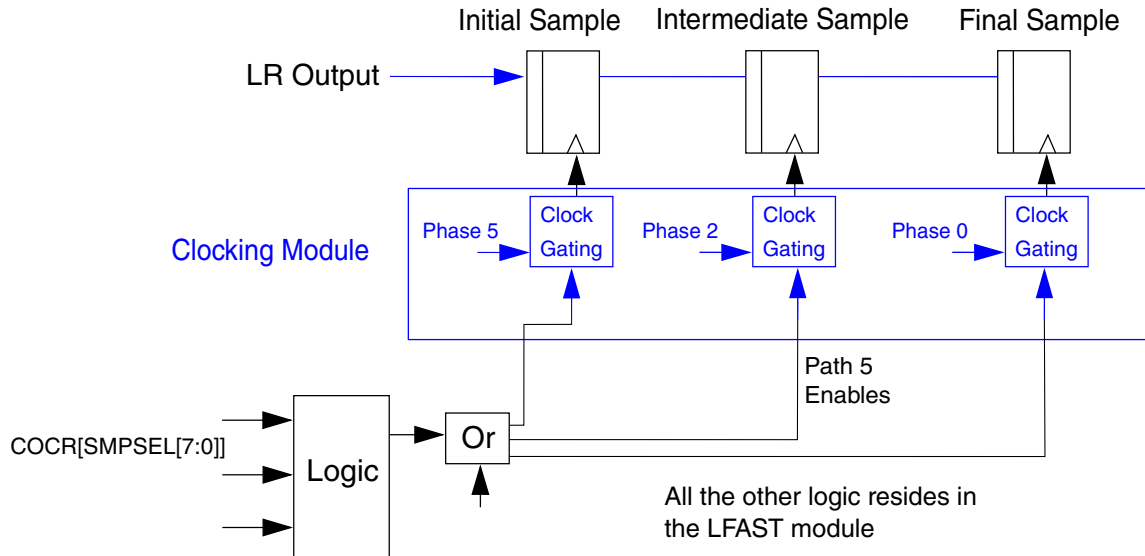 Initial Sample
Intermediate Sample
Final Sample
LR Output
Clocking Module
Phase 5
Clock
Gating
Phase 2
Clock
Gating
Phase 0
Clock
Gating
Path 5
Enables
COCR[SMPSEL[7:0]]
Logic
Or
All the other logic resides in
the LFAST module